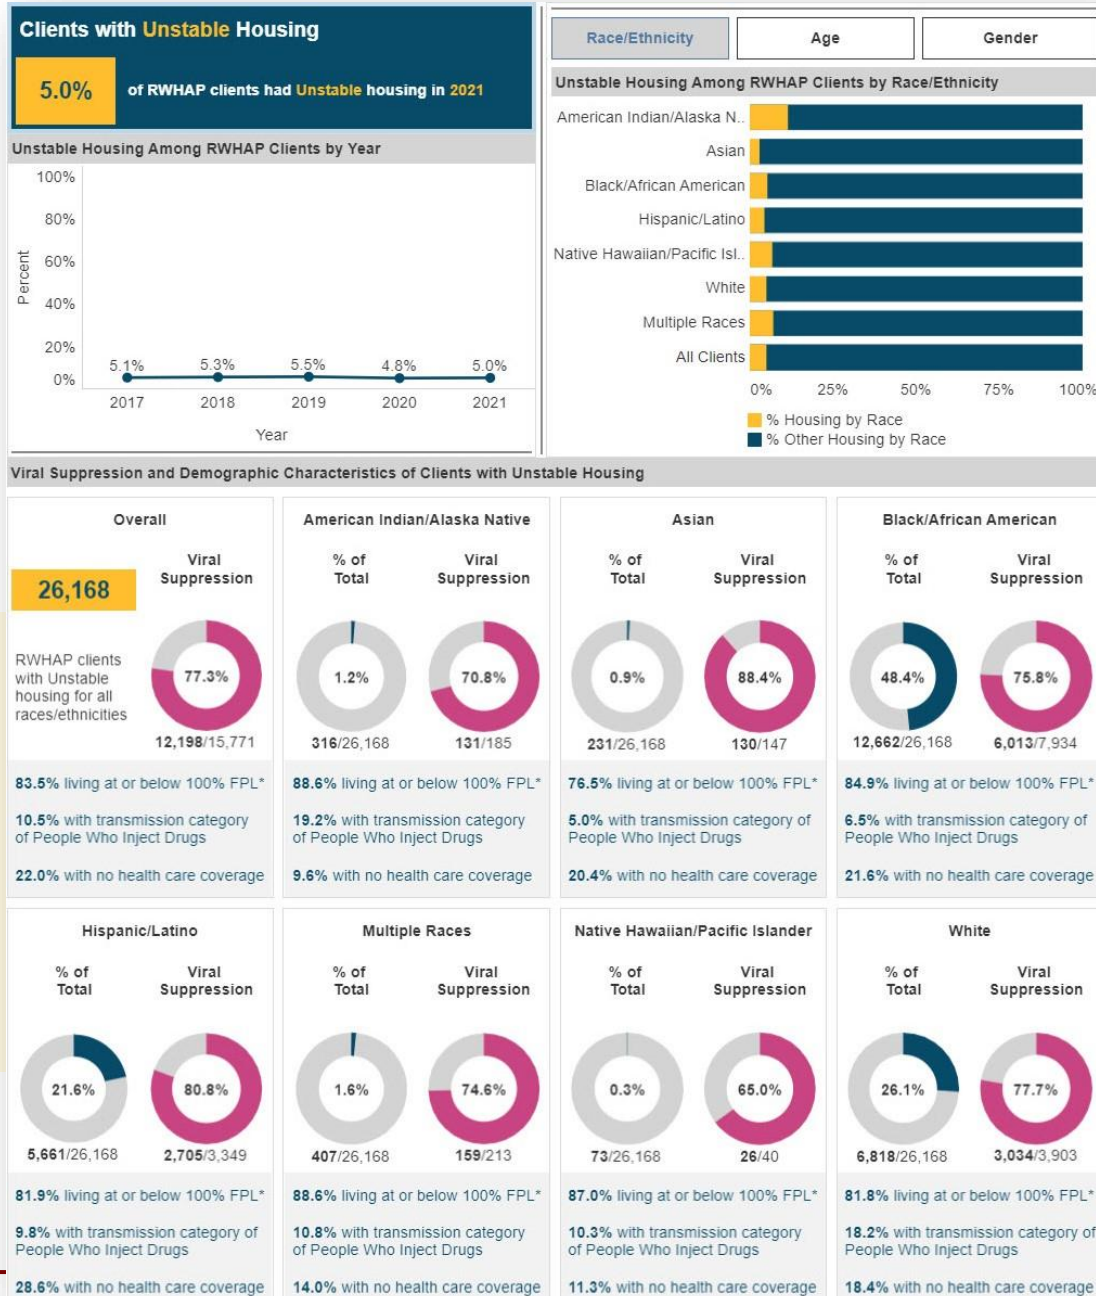 Clients with Unstable Housing
5.0%
of RWHAP clients had Unstable housing in 2021
Unstable Housing Among RWHAP Clients by Year
100%
80%
60%
40%
20%
0%
Percent
5.1%
5.3%
5.5%
4.8%
5.0%
2017
2018
2019
2020
2021
Year
Race/Ethnicity
Age
Gender
Unstable Housing Among RWHAP Clients by Race/Ethnicity
American Indian/Alaska N..
Asian
Black/African American
Hispanic/Latino
Native Hawaiian/Pacific Isl..
White
Multiple Races
All Clients
0%
25%
50%
75%
100%
% Housing by Race
% Other Housing by Race
Viral Suppression and Demographic Characteristics of Clients with Unstable Housing
Overall
Viral
Suppression
26,168
RWHAP clients
with Unstable
housing for all
races/ethnicities
77.3%
12,198/15,771
83.5% living at or below 100% FPL*
10.5% with transmission category
of People Who Inject Drugs
22.0% with no health care coverage
American Indian/Alaska Native
% of
Total
Viral
Suppression
1.2%
70.8%
316/26,168
131/185
88.6% living at or below 100% FPL*
19.2% with transmission category
of People Who Inject Drugs
9.6% with no health care coverage
Asian
% of
Total
Viral
Suppression
0.9%
88.4%
231/26,168
130/147
76.5% living at or below 100% FPL*
5.0% with transmission category of
People Who Inject Drugs
20.4% with no health care coverage
Black/African American
% of
Total
Viral
Suppression
48.4%
75.8%
12,662/26,168
6,013/7,934
84.9% living at or below 100% FPL*
6.5% with transmission category of
People Who Inject Drugs
21.6% with no health care coverage
Hispanic/Latino
% of
Total
Viral
Suppression
21.6%
80.8%
5,661/26,168
2,705/3,349
81.9% living at or below 100% FPL*
9.8% with transmission category of
People Who Inject Drugs
28.6% with no health care coverage
Multiple Races
% of
Total
Viral
Suppression
1.6%
74.6%
407/26,168
159/213
88.6% living at or below 100% FPL*
10.8% with transmission category
of People Who Inject Drugs
14.0% with no health care coverage
Native Hawaiian/Pacific Islander
% of
Total
Viral
Suppression
0.3%
65.0%
73/26,168
26/40
87.0% living at or below 100% FPL*
10.3% with transmission category
of People Who Inject Drugs
11.3% with no health care coverage
White
% of
Total
Viral
Suppression
26.1%
77.7%
6,818/26,168
3,034/3,903
81.8% living at or below 100% FPL*
18.2% with transmission category of
People Who Inject Drugs
18.4% with no health care coverage